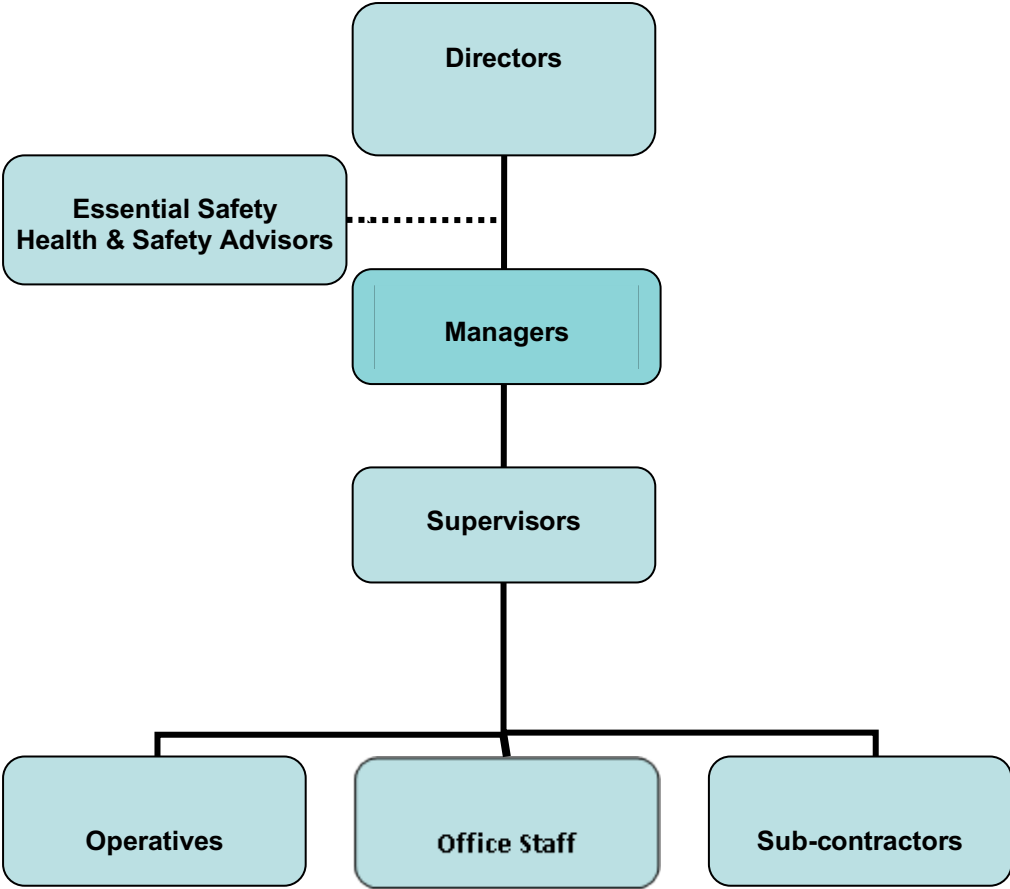 Directors
Essential Safety
Health & Safety Advisors
Managers
Supervisors
Operatives
Office Staff
Sub-contractors